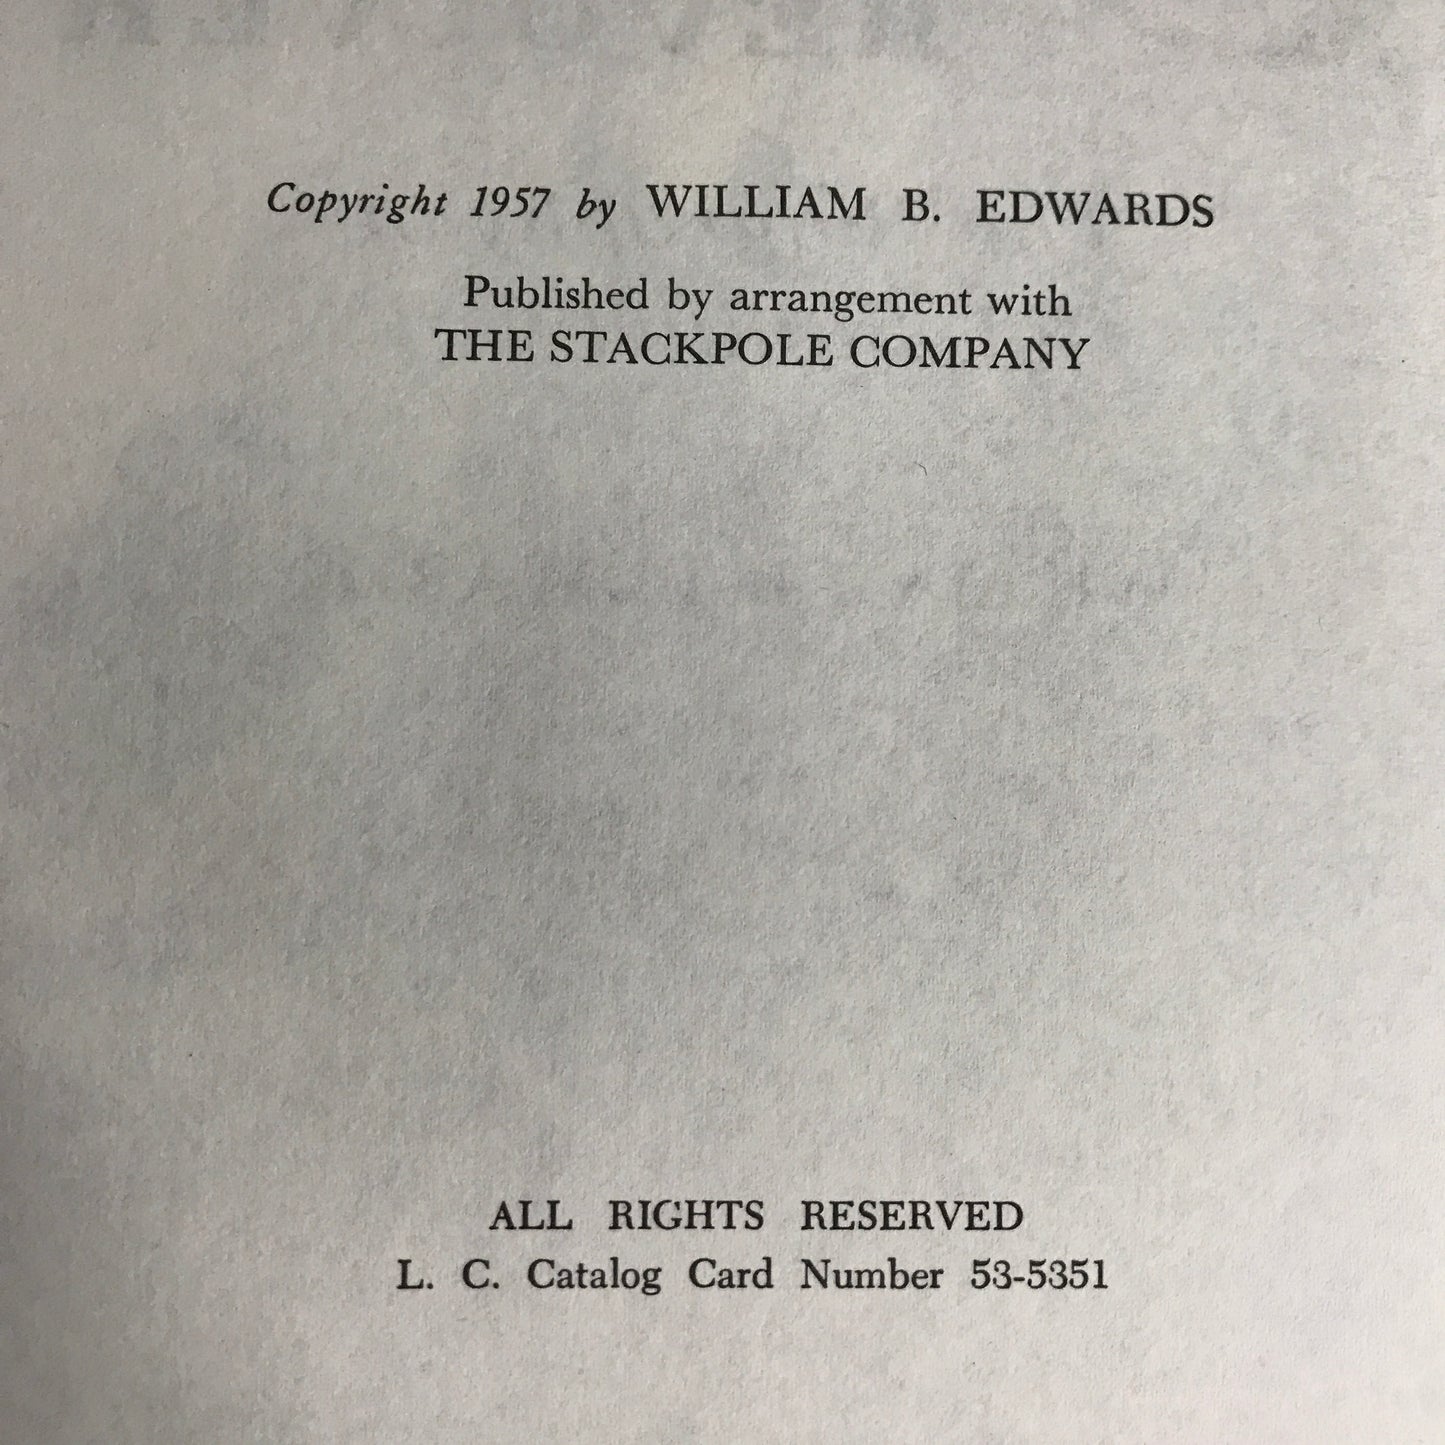 Copyright 1957 by WILLIAM B. EDWARDS
Published by arrangement with
THE STACKPOLE COMPANY
ALL RIGHTS RESERVED
L. C. Catalog Card Number 53-5351